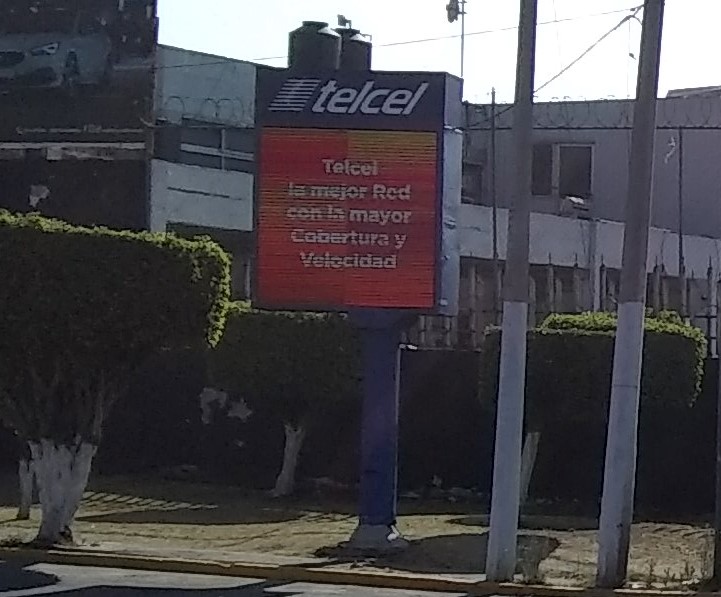 telcel
Telcel
la mejor Red
con la mayor
Cobertura y
Velocidad